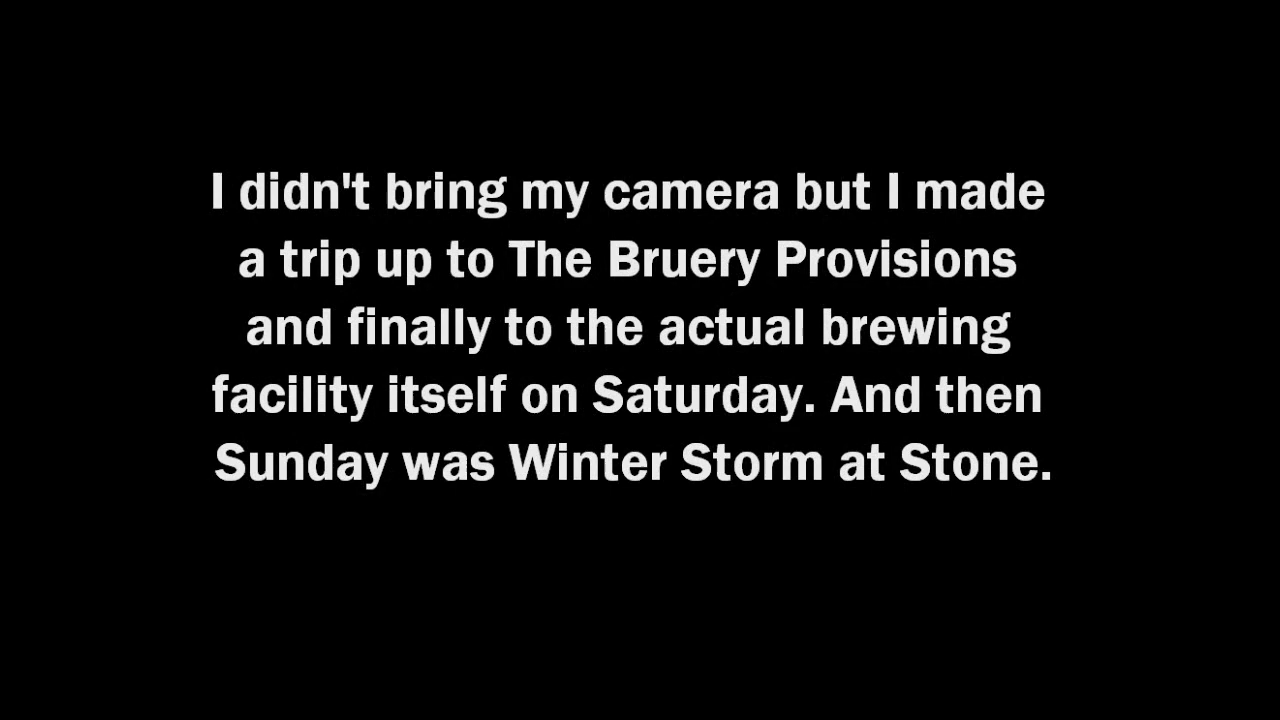 I didn't bring my camera but I made
a trip up to The Bruery Provisions
and finally to the actual brewing
facility itself on Saturday. And then
Sunday was Winter Storm at Stone.